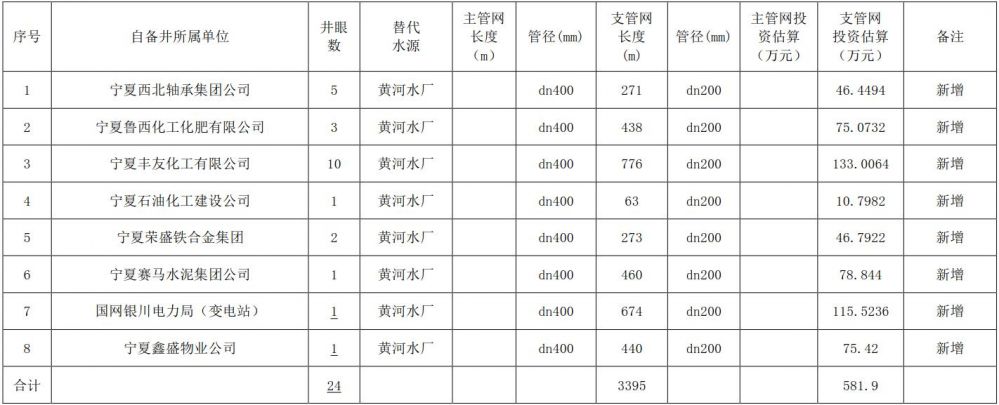 序号 自备井所属单位 井眼数 替代水源 主管网长度（m） 管径(mm) 支管网长度(m) 管径(mm) 主管网投资估算（万元） 支管网投资估算（万元） 备注
1 宁夏西北轴承集团公司 5 黄河水厂 dn400 271 dn200 46.4494 新增
2 宁夏鲁西化工化肥有限公司 3 黄河水厂 dn400 438 dn200 75.0732 新增
3 宁夏丰友化工有限公司 10 黄河水厂 dn400 776 dn200 133.0064 新增
4 宁夏石油化工建设公司 1 黄河水厂 dn400 63 dn200 10.7982 新增
5 宁夏荣盛铁合金集团 2 黄河水厂 dn400 273 dn200 46.7922 新增
6 宁夏赛马水泥集团公司 1 黄河水厂 dn400 460 dn200 78.844 新增
7 国网银川电力局（变电站） 1 黄河水厂 dn400 674 dn200 115.5236 新增
8 宁夏鑫盛物业公司 1 黄河水厂 dn400 440 dn200 75.42 新增
合计 24 3395 581.9